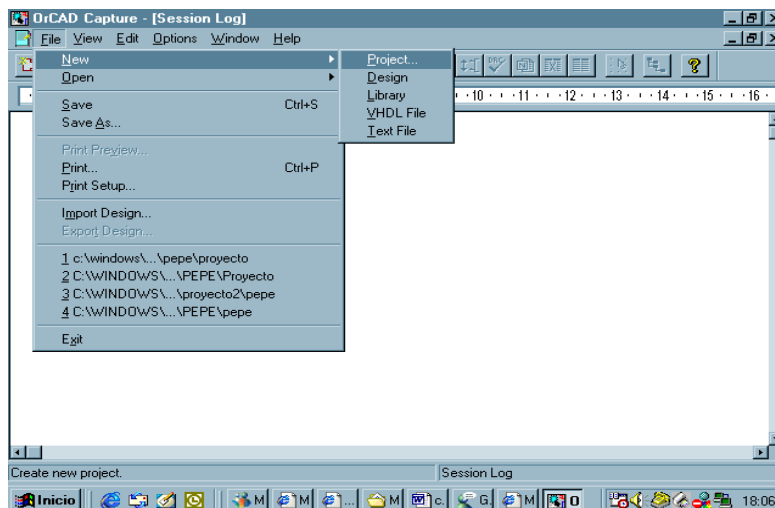 OrCAD Capture - [Session Log]
File View Edit Options Window Help
New
Open
Save Ctrl+S
Save As...
Print Preview...
Print... Ctrl+P
Print Setup...
Import Design...
Export Design...
1 c:\windows\...\pepe\proyecto
2 C:\WINDOWS\...\PEPE\Proyecto
3 C:\WINDOWS\...\proyecto2\pepe
4 C:\WINDOWS\...\PEPE\pepe
Exit
Project...
Design
Library
VHDL File
Text File
DRC
10 11 12 13 14 15 16
Create new project. Session Log
Inicio M M ... M c. G. M O 18:06